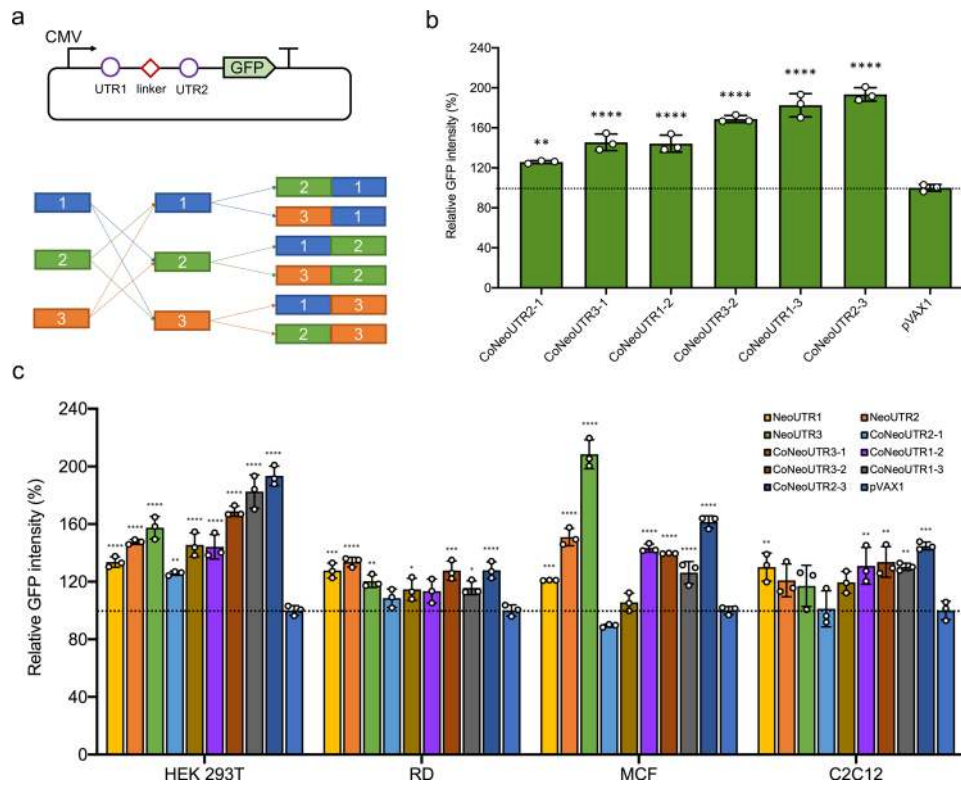 a
CMV
GFP
UTR1 linker UTR2
1 1 2 1
3 1
2 2 1 2
3 2
3 3 1 3
2 3
b
Relative GFP intensity (%)
240
200
160
120
80
40
0
**
****
****
****
****
****
CoNeoUTR2-1
CoNeoUTR3-1
CoNeoUTR1-2
CoNeoUTR3-2
CoNeoUTR1-3
CoNeoUTR2-3
pVAX1
c
Relative GFP intensity (%)
240
200
160
120
80
40
0
**** **** **** ** **** **** **** **** ****
*** **** ** * *** * ****
*** **** **** **** **** **** ****
** ** ** ** ***
NeoUTR1 NeoUTR2
NeoUTR3 CoNeoUTR2-1
CoNeoUTR3-1 CoNeoUTR1-2
CoNeoUTR3-2 CoNeoUTR1-3
CoNeoUTR2-3 pVAX1
HEK 293T RD MCF C2C12